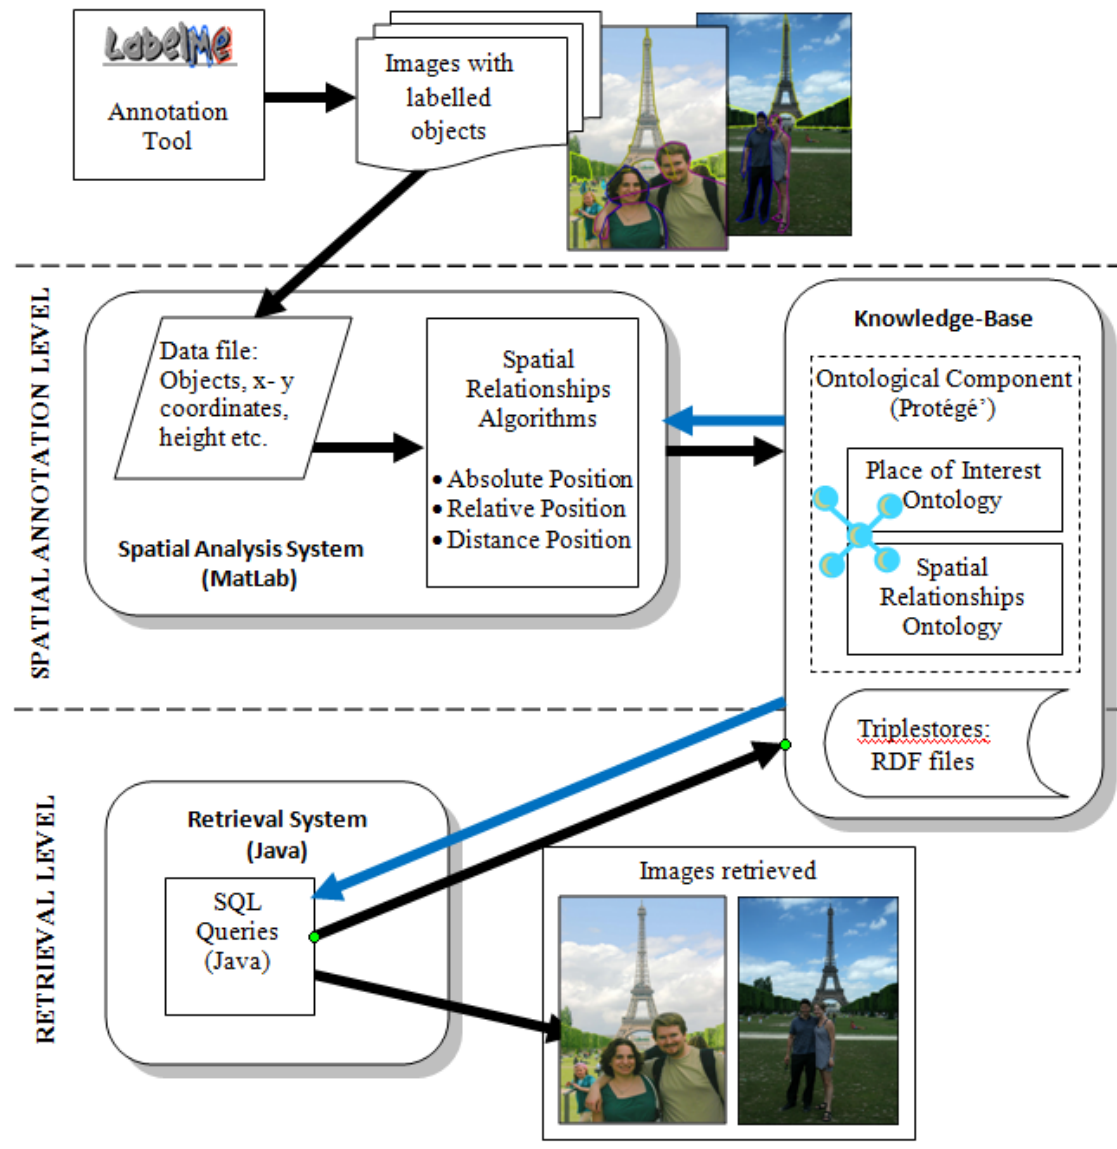 LabelMe
Annotation
Tool
Images with
labelled
objects
SPATIAL ANNOTATION LEVEL
Data file:
Objects, x- y
coordinates,
height etc.
Spatial Analysis System
(MatLab)
Spatial
Relationships
Algorithms
• Absolute Position
• Relative Position
• Distance Position
Knowledge-Base
Ontological Component
(Protégé’)
Place of Interest
Ontology
Spatial
Relationships
Ontology
Triplestores:
RDF files
RETRIEVAL LEVEL
Retrieval System
(Java)
SQL
Queries
(Java)
Images retrieved